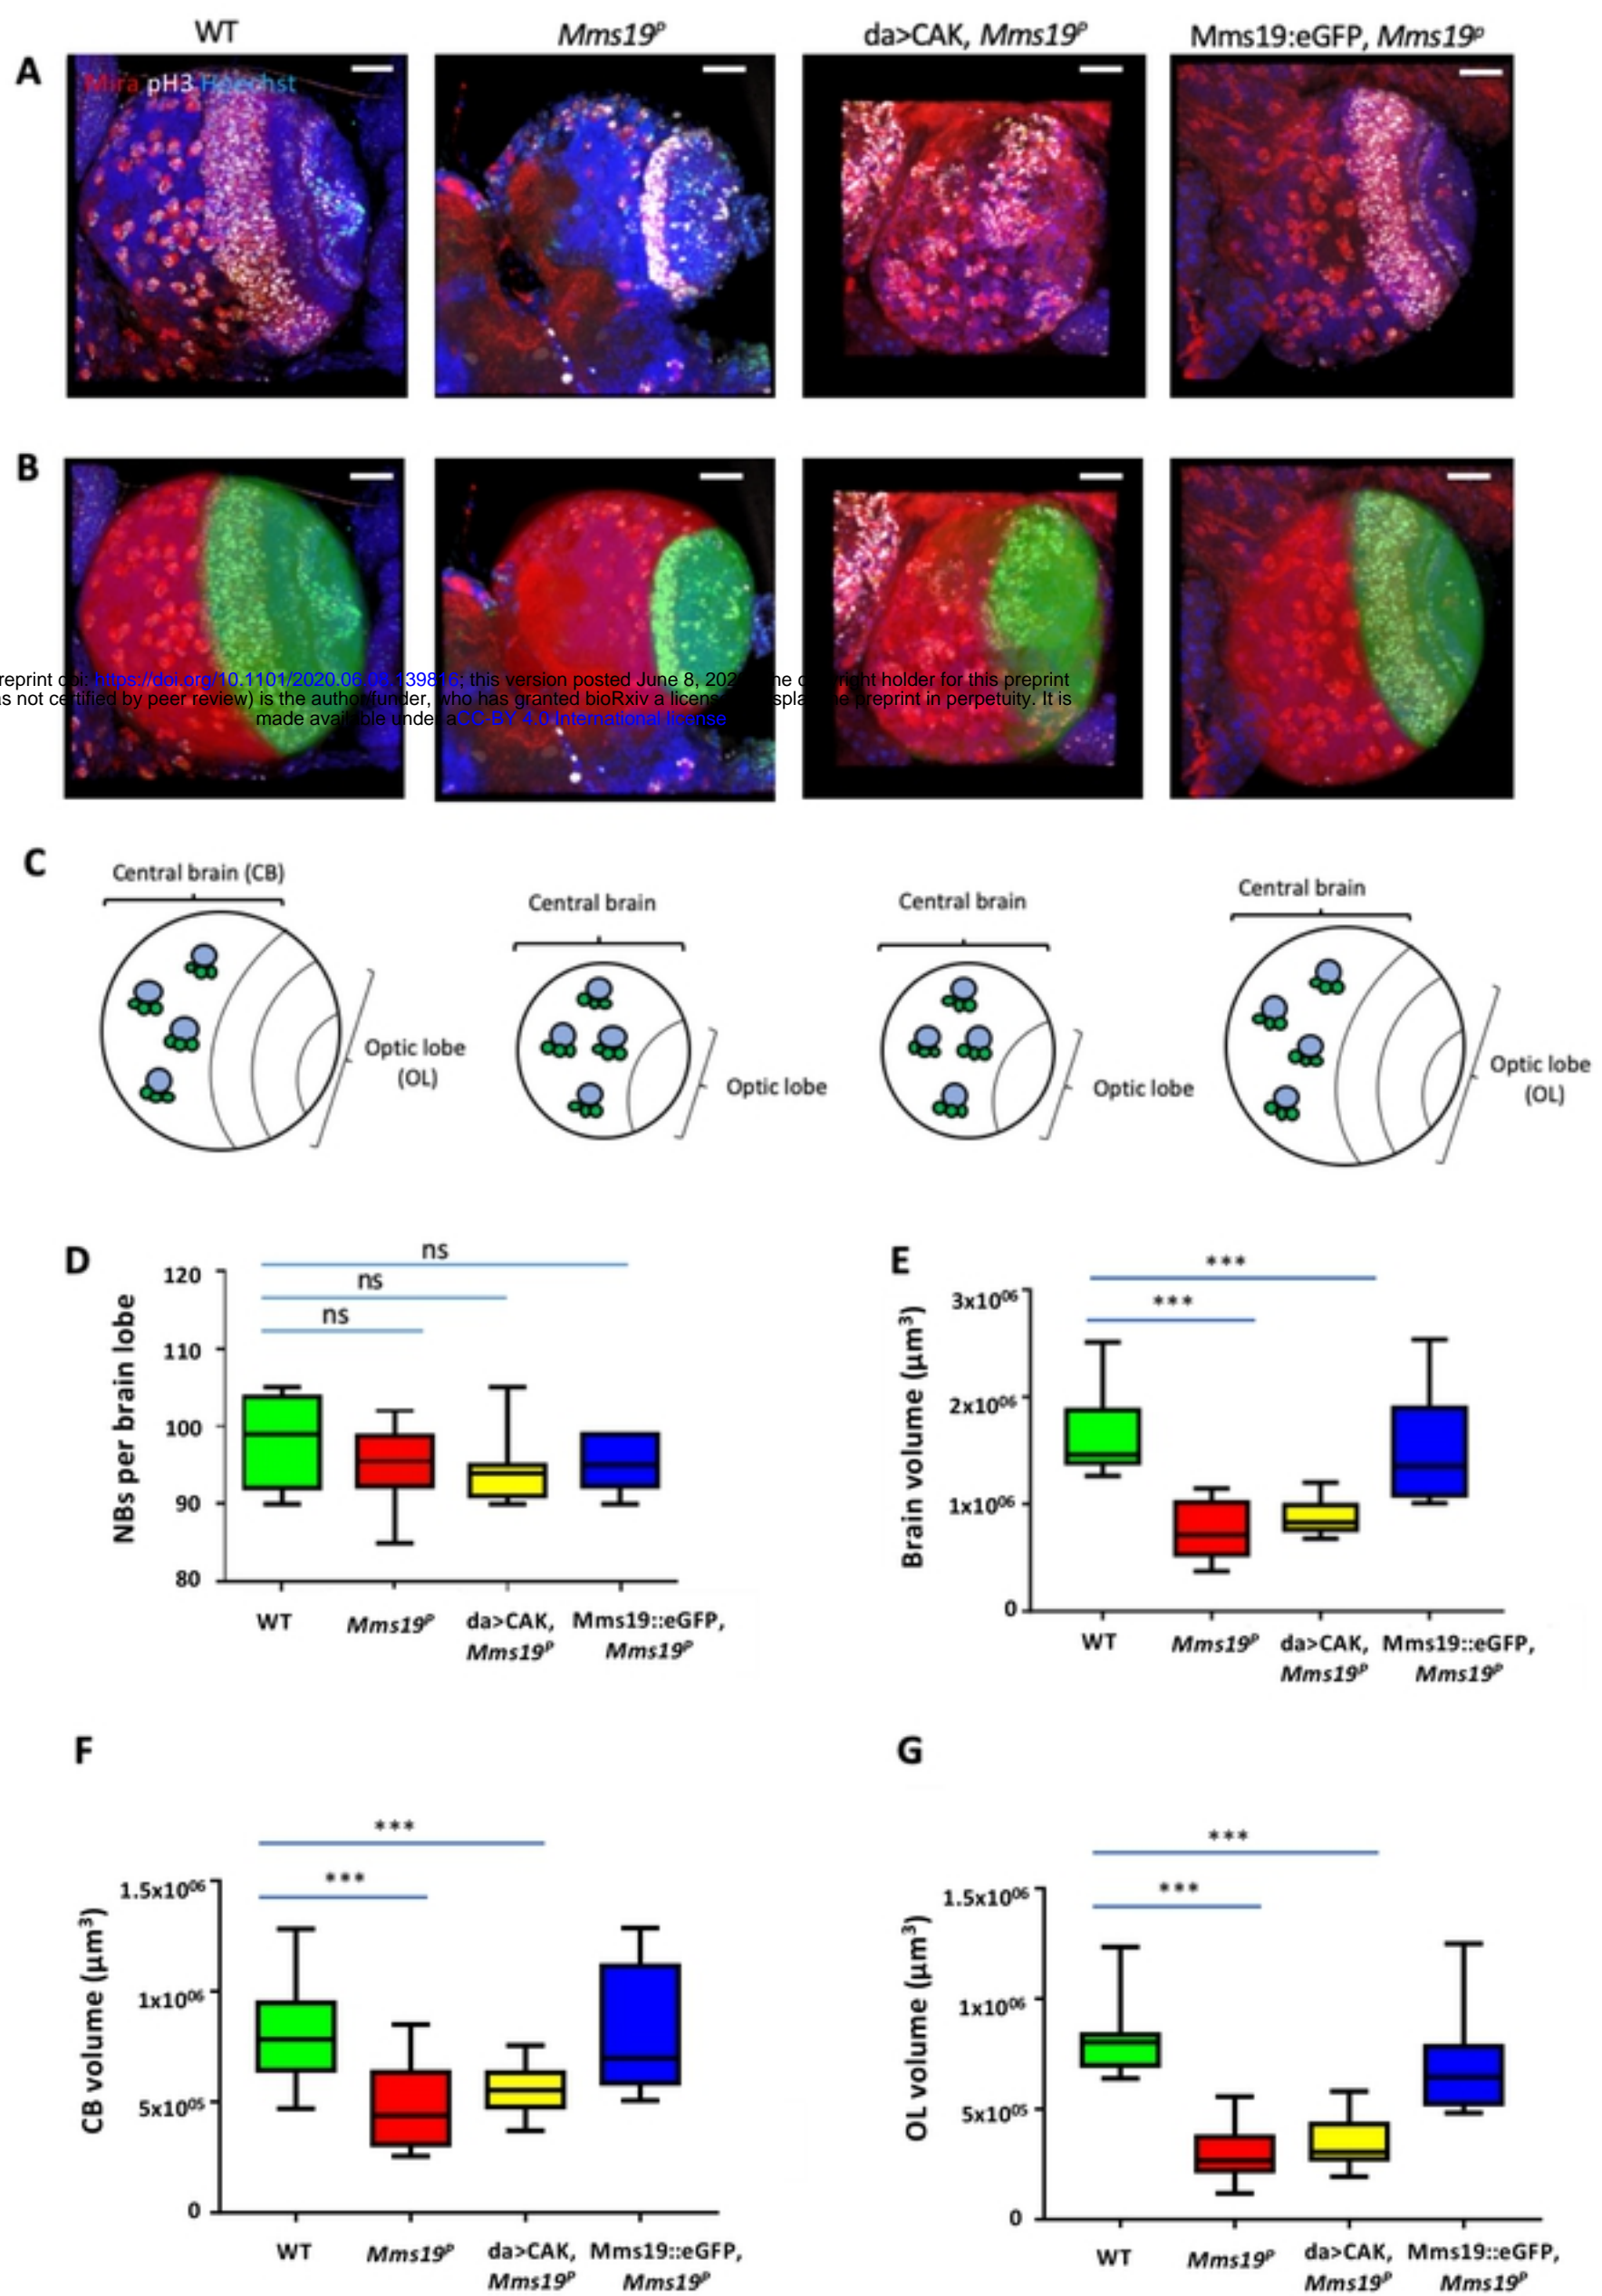 WT Mms19ᴾ da>CAK, Mms19ᴾ Mms19:eGFP, Mms19ᵖ
A
Mira pH3 Hoechst
B
reprint doi: https://doi.org/10.1101/2020.06.08.139816; this version posted June 8, 202 he copyright holder for this preprint
as not certified by peer review) is the author/funder, who has granted bioRxiv a license display the preprint in perpetuity. It is
made available under aCC-BY 4.0 International license
C
Central brain (CB)
Optic lobe
(OL)
Central brain
Optic lobe
Central brain
Optic lobe
Central brain
Optic lobe
(OL)
D
ns
ns
ns
NBs per brain lobe
120
110
100
90
80
WT Mms19ᴾ da>CAK, Mms19::eGFP,
Mms19ᴾ Mms19ᴾ
E
***
***
Brain volume (µm³)
3x10⁰⁶
2x10⁰⁶
1x10⁰⁶
0
WT Mms19ᴾ da>CAK, Mms19::eGFP,
Mms19ᴾ Mms19ᴾ
F
***
***
CB volume (µm³)
1.5x10⁰⁶
1x10⁰⁶
5x10⁰⁵
0
WT Mms19ᴾ da>CAK, Mms19::eGFP,
Mms19ᴾ Mms19ᴾ
G
***
***
OL volume (µm³)
1.5x10⁰⁶
1x10⁰⁶
5x10⁰⁵
0
WT Mms19ᴾ da>CAK, Mms19::eGFP,
Mms19ᴾ Mms19ᴾ